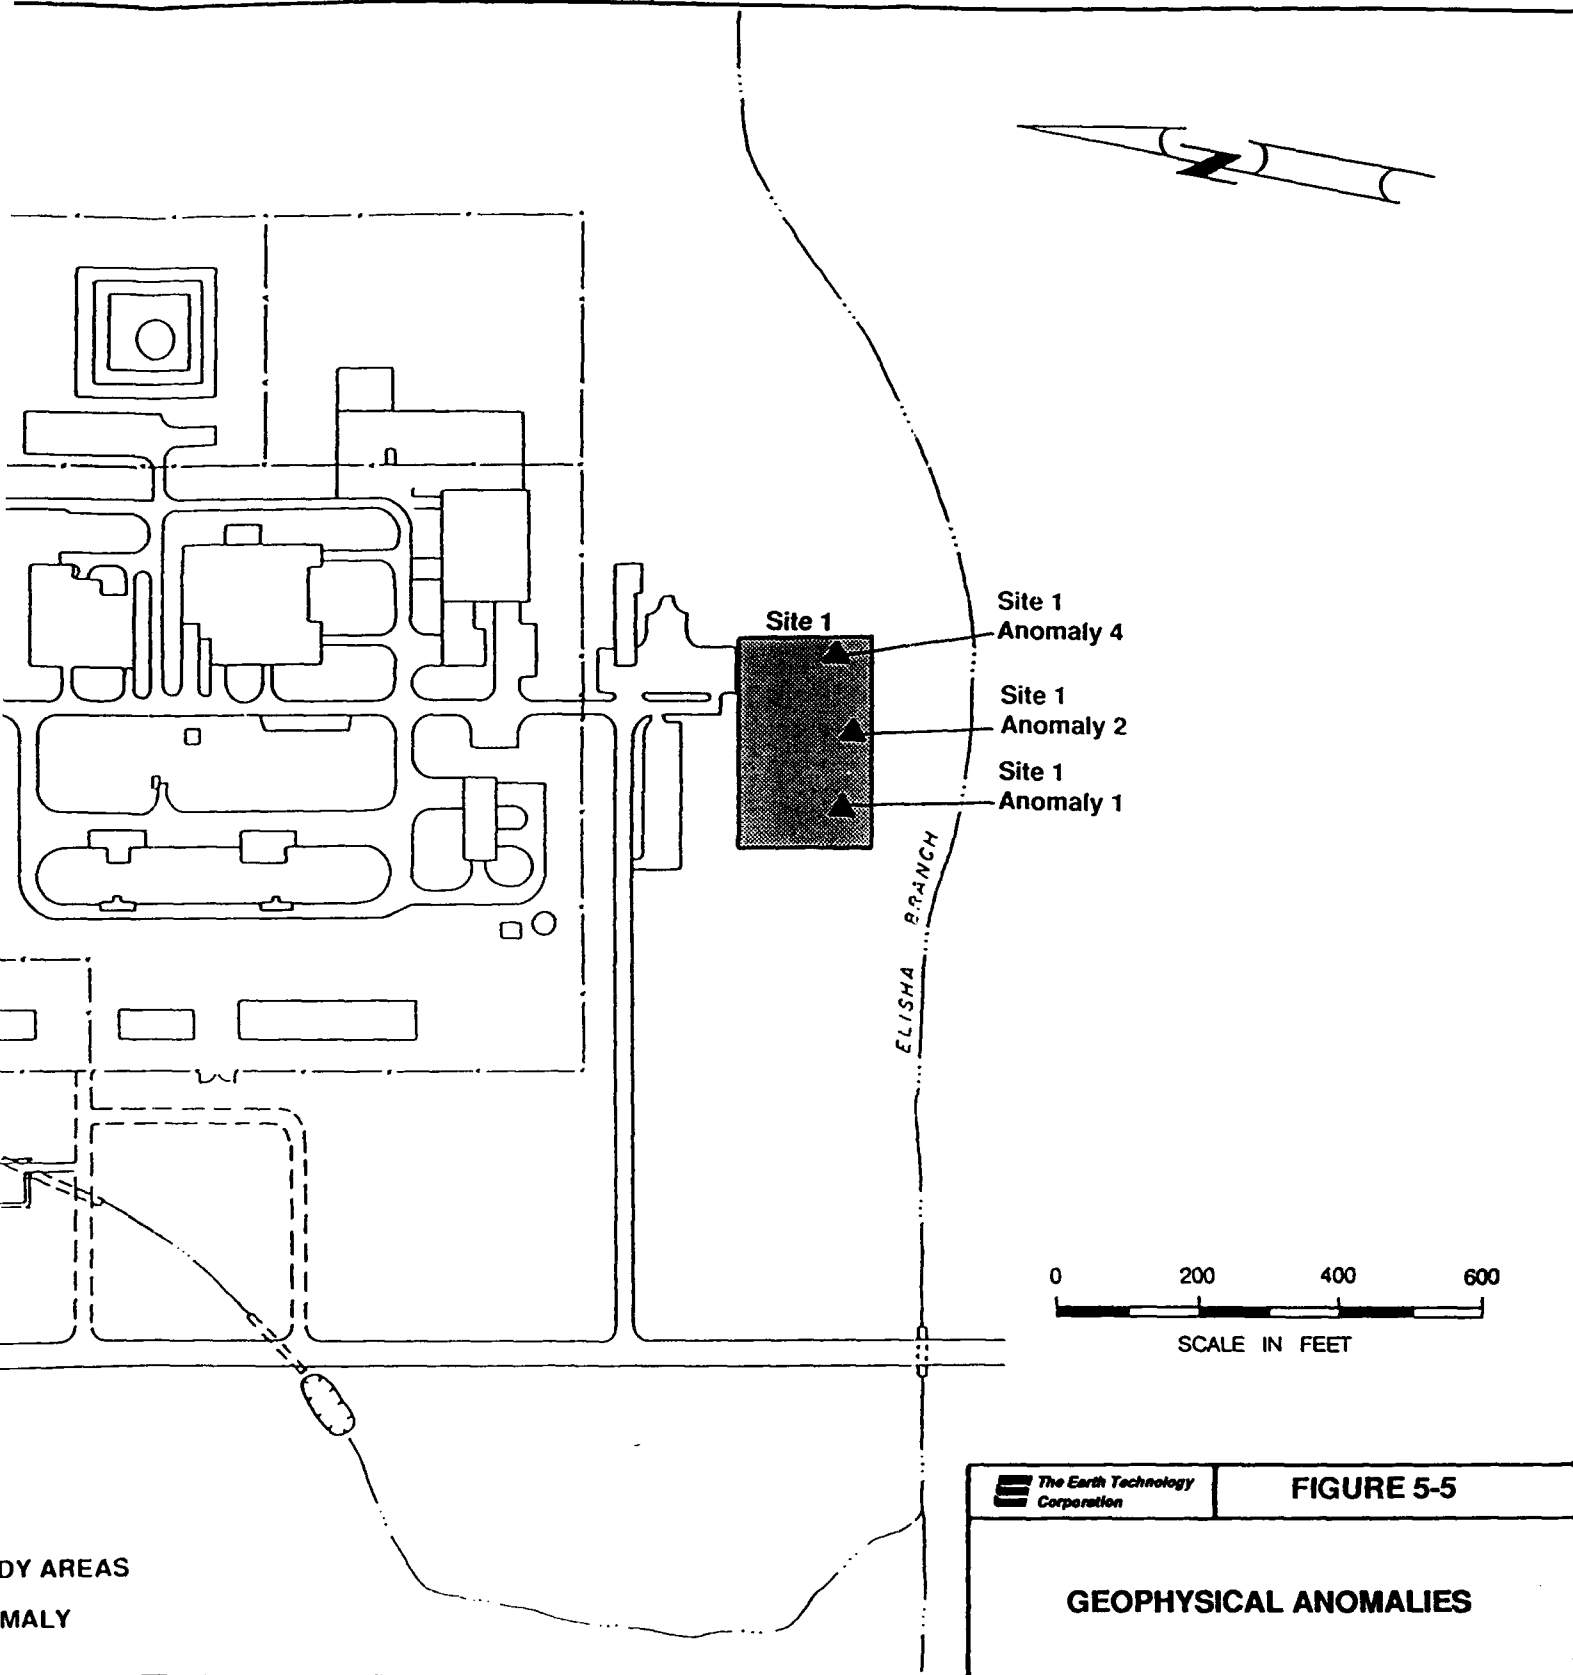 Site 1
Site 1
Anomaly 4
Site 1
Anomaly 2
Site 1
Anomaly 1
ELISHA BRANCH
0 200 400 600
SCALE IN FEET
The Earth Technology
Corporation
FIGURE 5-5
GEOPHYSICAL ANOMALIES
DY AREAS
MALY